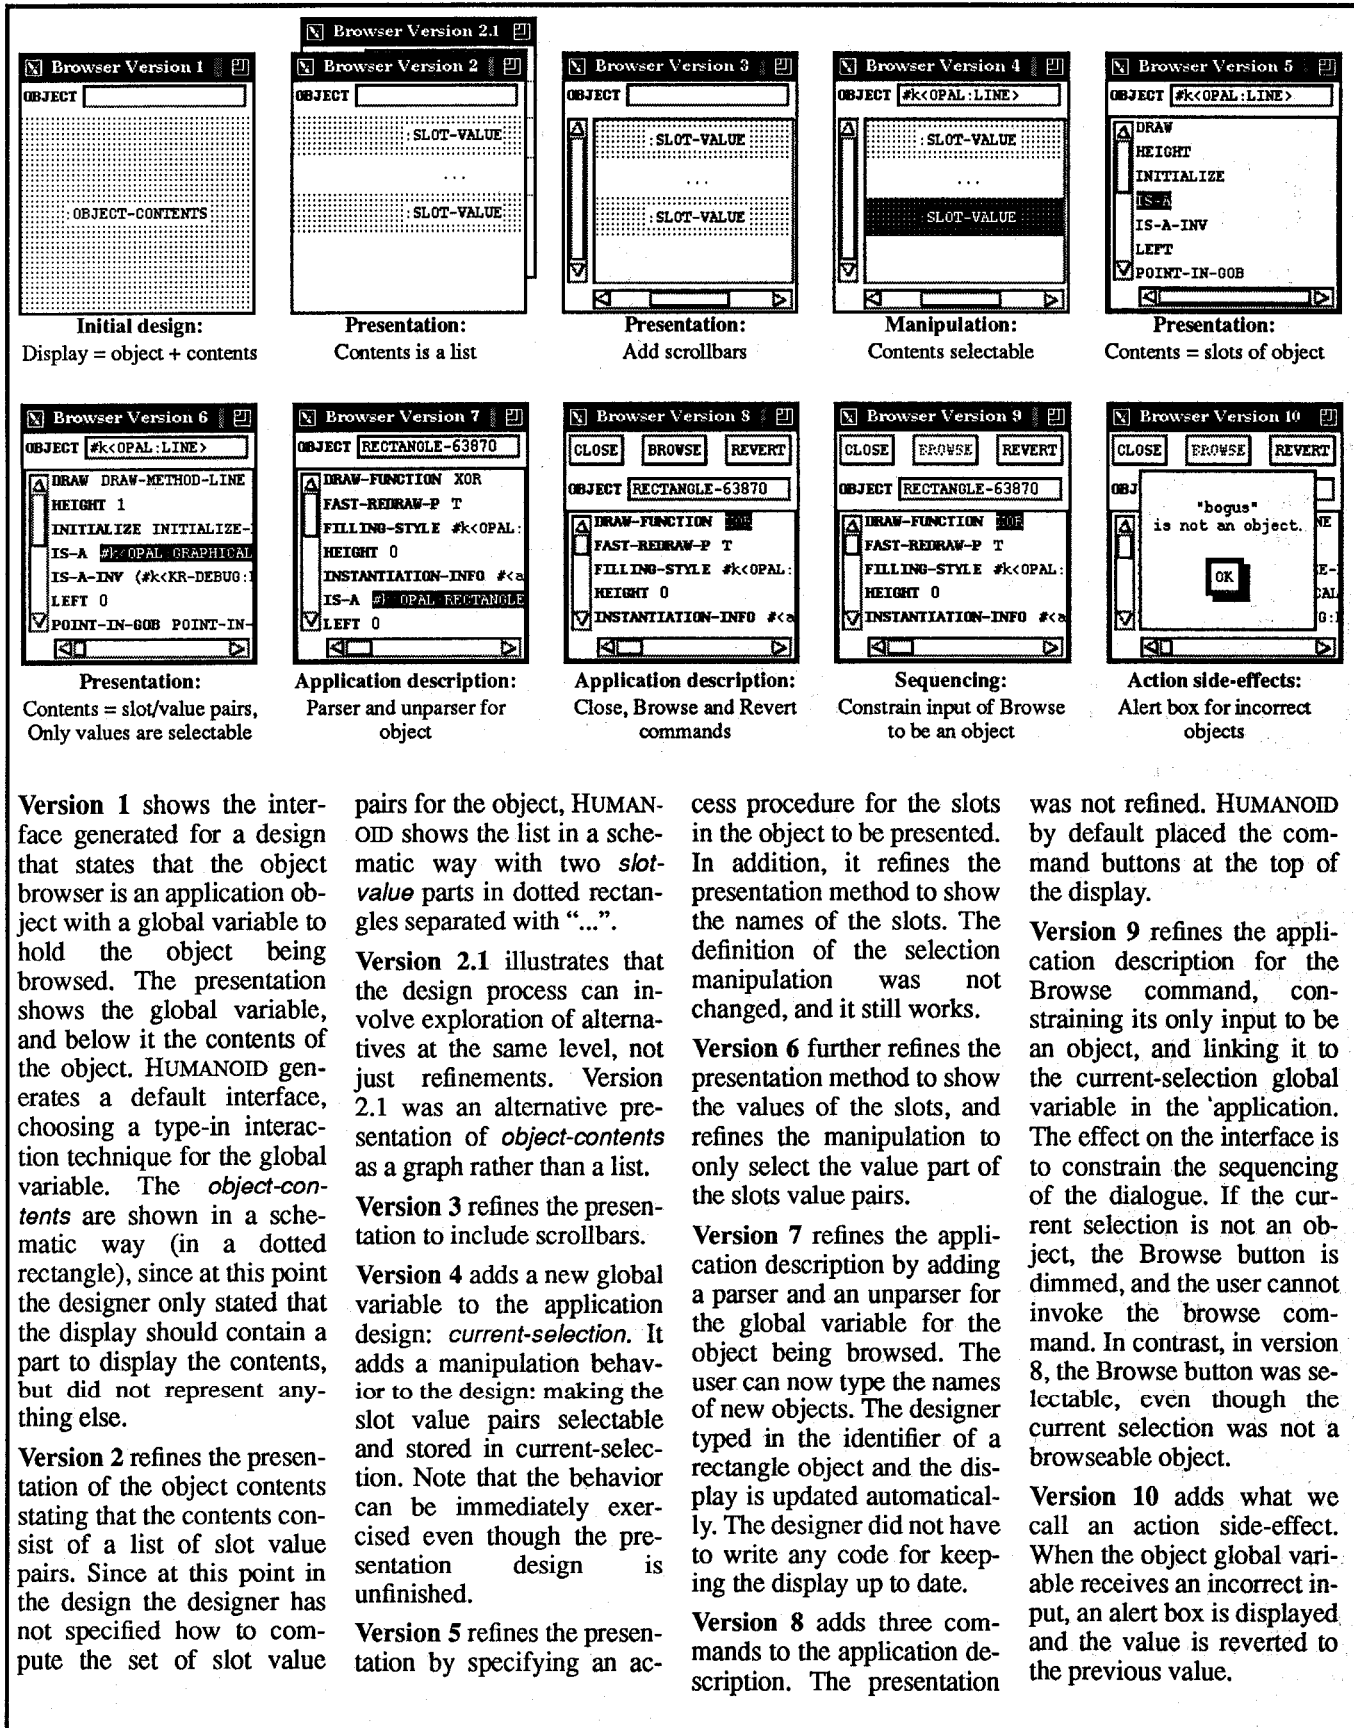 Browser Version 1
OBJECT
:OBJECT-CONTENTS
Initial design:
Display = object + contents
Browser Version 2.1
Browser Version 2
OBJECT
:SLOT-VALUE
...
:SLOT-VALUE
Presentation:
Contents is a list
Browser Version 3
OBJECT
:SLOT-VALUE
...
:SLOT-VALUE
Presentation:
Add scrollbars
Browser Version 4
OBJECT #k<OPAL:LINE>
:SLOT-VALUE
...
:SLOT-VALUE
Manipulation:
Contents selectable
Browser Version 5
OBJECT #k<OPAL:LINE>
DRAW
HEIGHT
INITIALIZE
IS-A
IS-A-INV
LEFT
POINT-IN-GOB
Presentation:
Contents = slots of object
Browser Version 6
OBJECT #k<OPAL:LINE>
DRAW DRAW-METHOD-LINE
HEIGHT 1
INITIALIZE INITIALIZE-
IS-A #k<OPAL GRAPHICAL
IS-A-INV (#k<KR-DEBUG:
LEFT 0
POINT-IN-GOB POINT-IN-
Presentation:
Contents = slot/value pairs,
Only values are selectable
Browser Version 7
OBJECT RECTANGLE-63870
DRAW-FUNCTION XOR
FAST-REDRAW-P T
FILLING-STYLE #k<OPAL:
HEIGHT 0
INSTANTIATION-INFO #<a
IS-A OPAL RECTANGLE
LEFT 0
Application description:
Parser and unparser for
object
Browser Version 8
CLOSE BROWSE REVERT
OBJECT RECTANGLE-63870
DRAW-FUNCTION XOR
FAST-REDRAW-P T
FILLING-STYLE #k<OPAL:
HEIGHT 0
INSTANTIATION-INFO #<a
Application description:
Close, Browse and Revert
commands
Browser Version 9
CLOSE BROWSE REVERT
OBJECT RECTANGLE-63870
DRAW-FUNCTION XOR
FAST-REDRAW-P T
FILLING-STYLE #k<OPAL:
HEIGHT 0
INSTANTIATION-INFO #<a
Sequencing:
Constrain input of Browse
to be an object
Browser Version 10
CLOSE BROWSE REVERT
OBJ
"bogus"
is not an object.
OK
Action side-effects:
Alert box for incorrect
objects
Version 1 shows the inter-
face generated for a design
that states that the object
browser is an application ob-
ject with a global variable to
hold the object being
browsed. The presentation
shows the global variable,
and below it the contents of
the object. HUMANOID gen-
erates a default interface,
choosing a type-in interac-
tion technique for the global
variable. The object-con-
tents are shown in a sche-
matic way (in a dotted
rectangle), since at this point
the designer only stated that
the display should contain a
part to display the contents,
but did not represent any-
thing else.
Version 2 refines the presen-
tation of the object contents
stating that the contents con-
sist of a list of slot value
pairs. Since at this point in
the design the designer has
not specified how to com-
pute the set of slot value
pairs for the object, HUMAN-
OID shows the list in a sche-
matic way with two slot-
value parts in dotted rectan-
gles separated with “...”.
Version 2.1 illustrates that
the design process can in-
volve exploration of alterna-
tives at the same level, not
just refinements. Version
2.1 was an alternative pre-
sentation of object-contents
as a graph rather than a list.
Version 3 refines the presen-
tation to include scrollbars.
Version 4 adds a new global
variable to the application
design: current-selection. It
adds a manipulation behav-
ior to the design: making the
slot value pairs selectable
and stored in current-selec-
tion. Note that the behavior
can be immediately exer-
cised even though the pre-
sentation design is
unfinished.
Version 5 refines the presen-
tation by specifying an ac-
cess procedure for the slots
in the object to be presented.
In addition, it refines the
presentation method to show
the names of the slots. The
definition of the selection
manipulation was not
changed, and it still works.
Version 6 further refines the
presentation method to show
the values of the slots, and
refines the manipulation to
only select the value part of
the slots value pairs.
Version 7 refines the appli-
cation description by adding
a parser and an unparser for
the global variable for the
object being browsed. The
user can now type the names
of new objects. The designer
typed in the identifier of a
rectangle object and the dis-
play is updated automatical-
ly. The designer did not have
to write any code for keep-
ing the display up to date.
Version 8 adds three com-
mands to the application de-
scription. The presentation
was not refined. HUMANOID
by default placed the com-
mand buttons at the top of
the display.
Version 9 refines the appli-
cation description for the
Browse command, con-
straining its only input to be
an object, and linking it to
the current-selection global
variable in the 'application.
The effect on the interface is
to constrain the sequencing
of the dialogue. If the cur-
rent selection is not an ob-
ject, the Browse button is
dimmed, and the user cannot
invoke the browse com-
mand. In contrast, in version
8, the Browse button was se-
lectable, even though the
current selection was not a
browseable object.
Version 10 adds what we
call an action side-effect.
When the object global vari-
able receives an incorrect in-
put, an alert box is displayed
and the value is reverted to
the previous value.